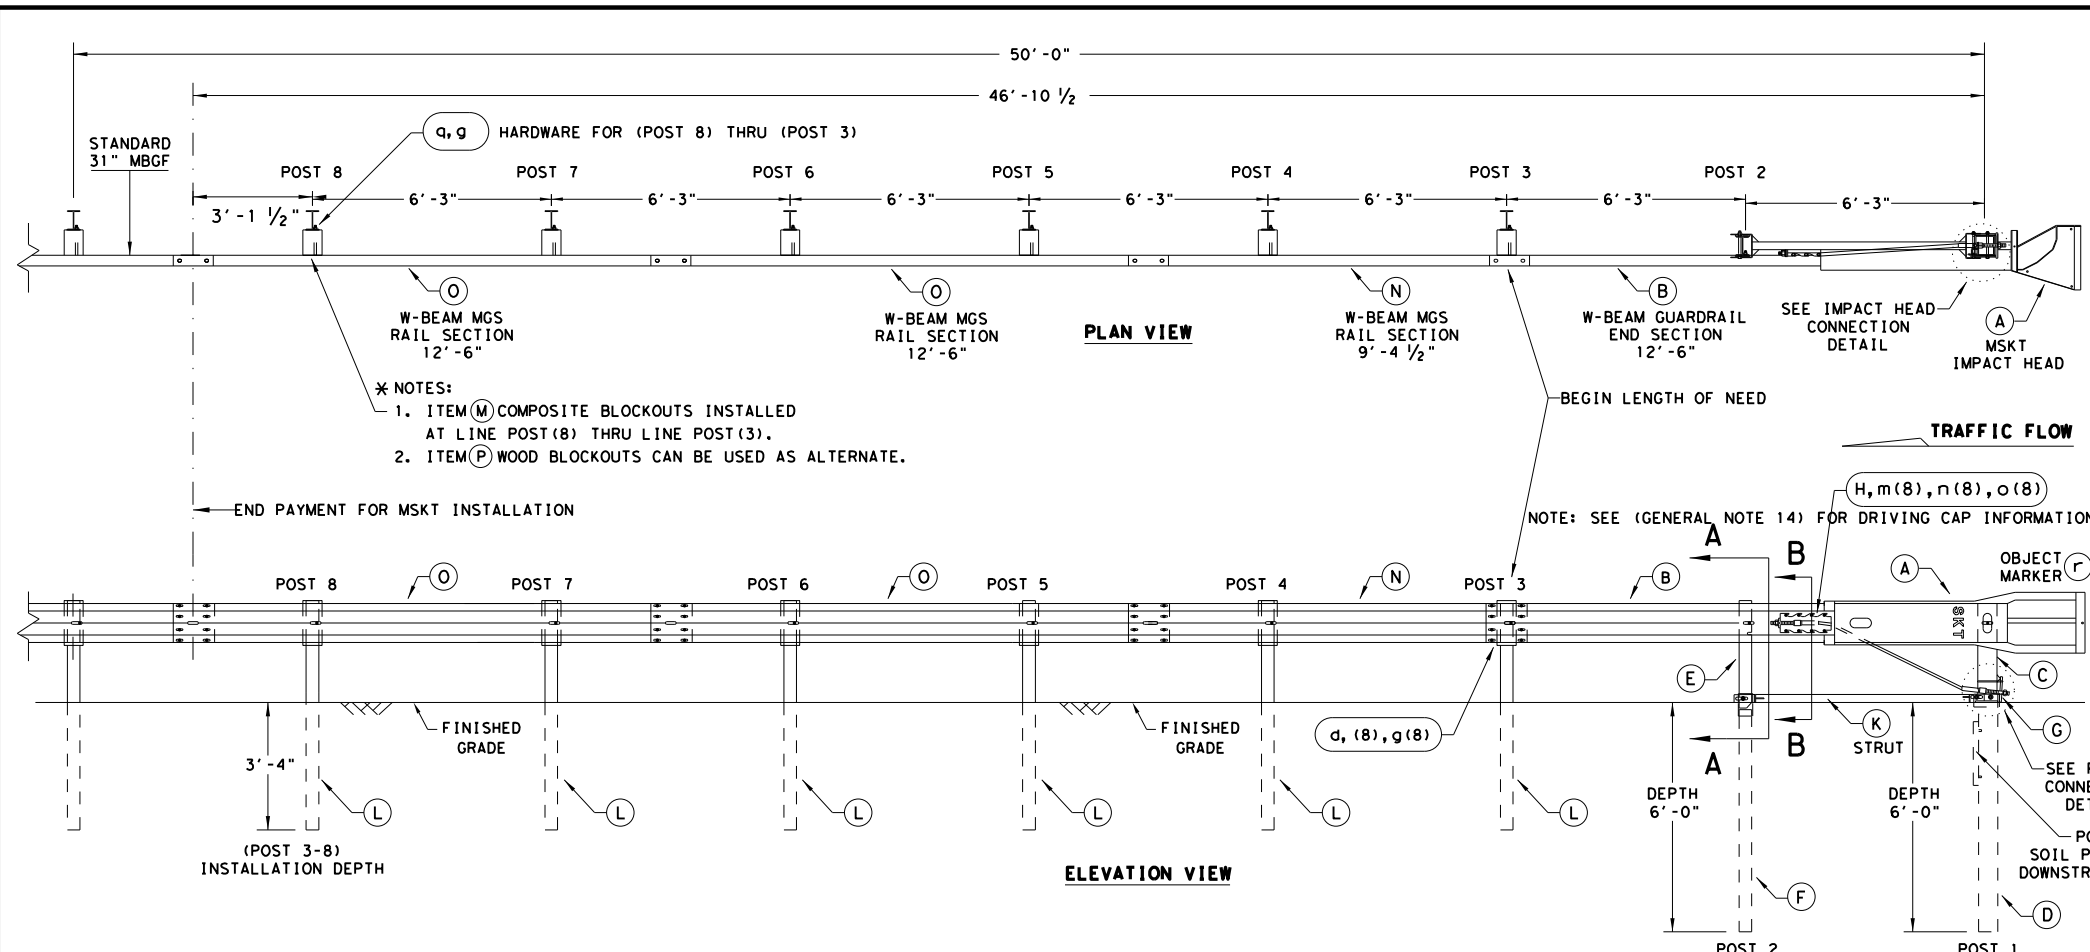 50'-0"
46'-10 ½
STANDARD
31" MBGF
q,g HARDWARE FOR (POST 8) THRU (POST 3)
POST 8 POST 7 POST 6 POST 5 POST 4 POST 3 POST 2
3'-1 ½" 6'-3" 6'-3" 6'-3" 6'-3" 6'-3" 6'-3" 6'-3"
O
W-BEAM MGS
RAIL SECTION
12'-6"
O
W-BEAM MGS
RAIL SECTION
12'-6"
PLAN VIEW
N
W-BEAM MGS
RAIL SECTION
9'-4 ½"
B
W-BEAM GUARDRAIL
END SECTION
12'-6"
SEE IMPACT HEAD
CONNECTION
DETAIL
A
MSKT
IMPACT HEAD
* NOTES:
1. ITEM M COMPOSITE BLOCKOUTS INSTALLED
AT LINE POST(8) THRU LINE POST(3).
2. ITEM P WOOD BLOCKOUTS CAN BE USED AS ALTERNATE.
BEGIN LENGTH OF NEED
TRAFFIC FLOW
END PAYMENT FOR MSKT INSTALLATION
H,m(8),n(8),o(8)
NOTE: SEE (GENERAL NOTE 14) FOR DRIVING CAP INFORMATION
A B
OBJECT
MARKER r
POST 8 O POST 7 POST 6 O POST 5 POST 4 N POST 3 B A
SKT
E
C
FINISHED
GRADE
FINISHED
GRADE
d,(8),g(8)
K
STRUT
G
A B
3'-4"
L L L L L
DEPTH
6'-0"
DEPTH
6'-0"
SEE
CONNE
DET
PO
SOIL P
DOWNSTR
(POST 3-8)
INSTALLATION DEPTH
ELEVATION VIEW
F
D
POST 2 POST 1